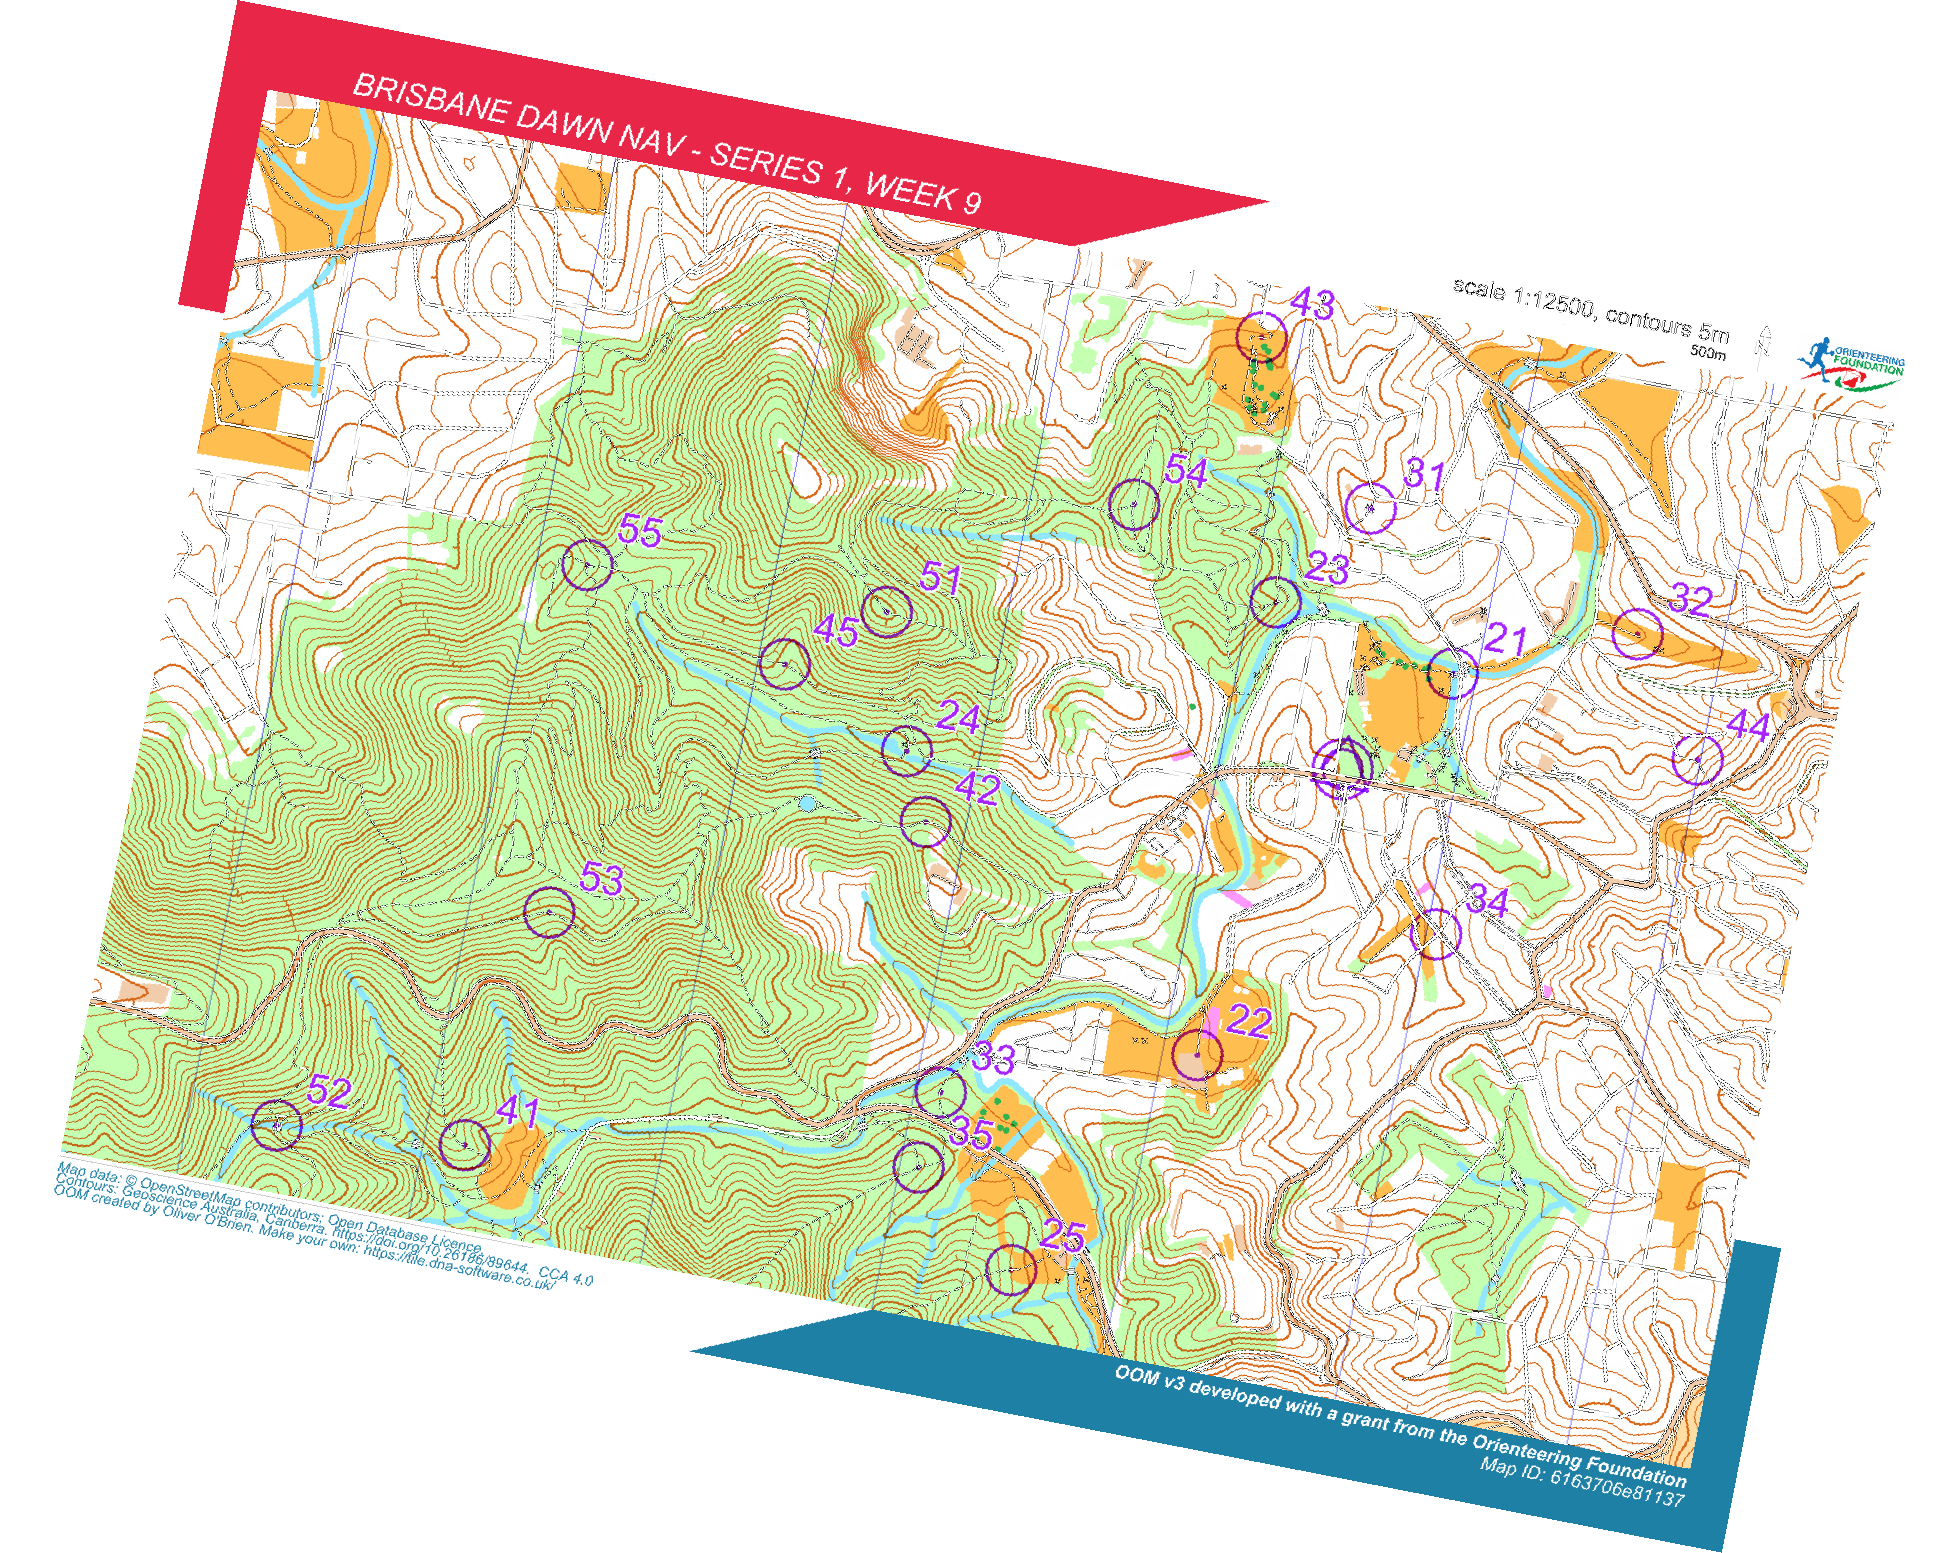 BRISBANE DAWN NAV - SERIES 1, WEEK 9
scale 1:12500, contours 5m
500m
ORIENTEERING
FOUNDATION
43
54
31
55
23
51
32
45
21
24
44
42
53
34
22
33
52
41
35
25
Map data: © OpenStreetMap contributors, Open Database Licence.
Contours: Geoscience Australia, Canberra. https://doi.org/10.26186/89644. CCA 4.0
OOM created by Oliver O'Brien. Make your own: https://tile.dna-software.co.uk/
OOM v3 developed with a grant from the Orienteering Foundation
Map ID: 6163706e81137